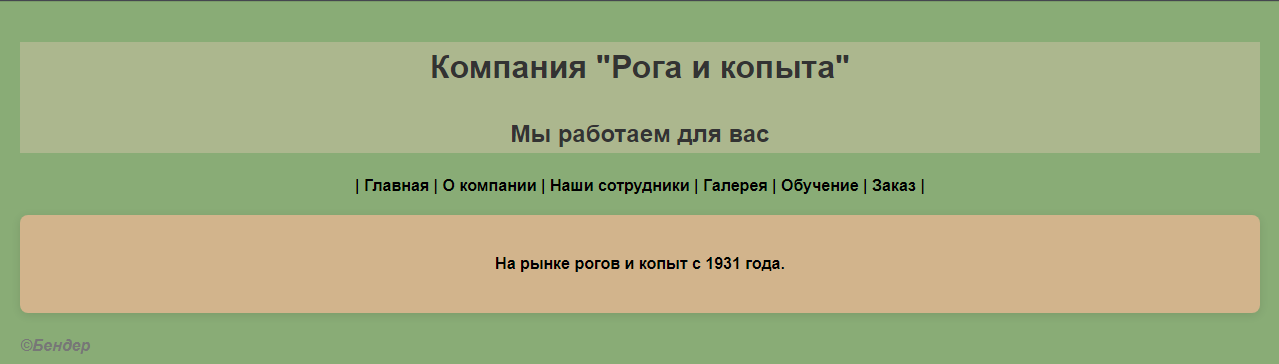 Компания "Рога и копыта"
Мы работаем для вас
| Главная | О компании | Наши сотрудники | Галерея | Обучение | Заказ |
На рынке рогов и копыт с 1931 года.
©Бендер